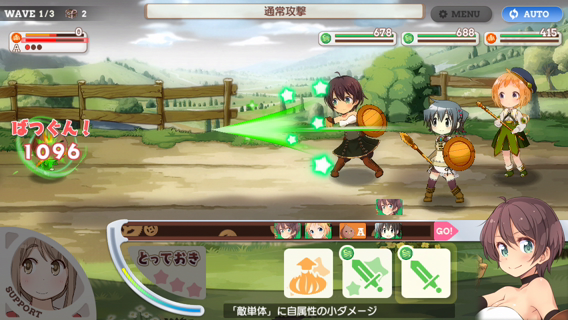 WAVE 1/3 2
通常攻撃
MENU
AUTO
0
A
678
688
415
ばつぐん!
1096
A
GO!
とっておき
SUPPORT
「敵単体」に自属性の小ダメージ